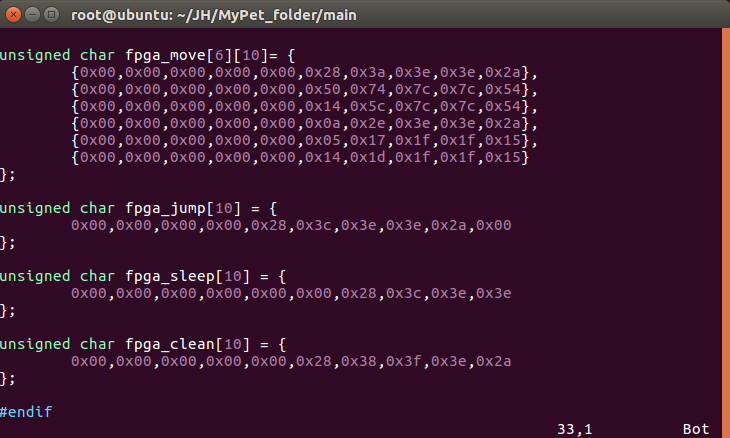 root@ubuntu: ~/JH/MyPet_folder/main
unsigned char fpga_move[6][10]= {
        {0x00,0x00,0x00,0x00,0x00,0x28,0x3a,0x3e,0x3e,0x2a},
        {0x00,0x00,0x00,0x00,0x00,0x50,0x74,0x7c,0x7c,0x54},
        {0x00,0x00,0x00,0x00,0x00,0x14,0x5c,0x7c,0x7c,0x54},
        {0x00,0x00,0x00,0x00,0x00,0x0a,0x2e,0x3e,0x3e,0x2a},
        {0x00,0x00,0x00,0x00,0x00,0x05,0x17,0x1f,0x1f,0x15},
        {0x00,0x00,0x00,0x00,0x00,0x14,0x1d,0x1f,0x1f,0x15}
};
unsigned char fpga_jump[10] = {
        0x00,0x00,0x00,0x00,0x28,0x3c,0x3e,0x3e,0x2a,0x00
};
unsigned char fpga_sleep[10] = {
        0x00,0x00,0x00,0x00,0x00,0x00,0x28,0x3c,0x3e,0x3e
};
unsigned char fpga_clean[10] = {
        0x00,0x00,0x00,0x00,0x00,0x28,0x38,0x3f,0x3e,0x2a
};
#endif
33,1 Bot